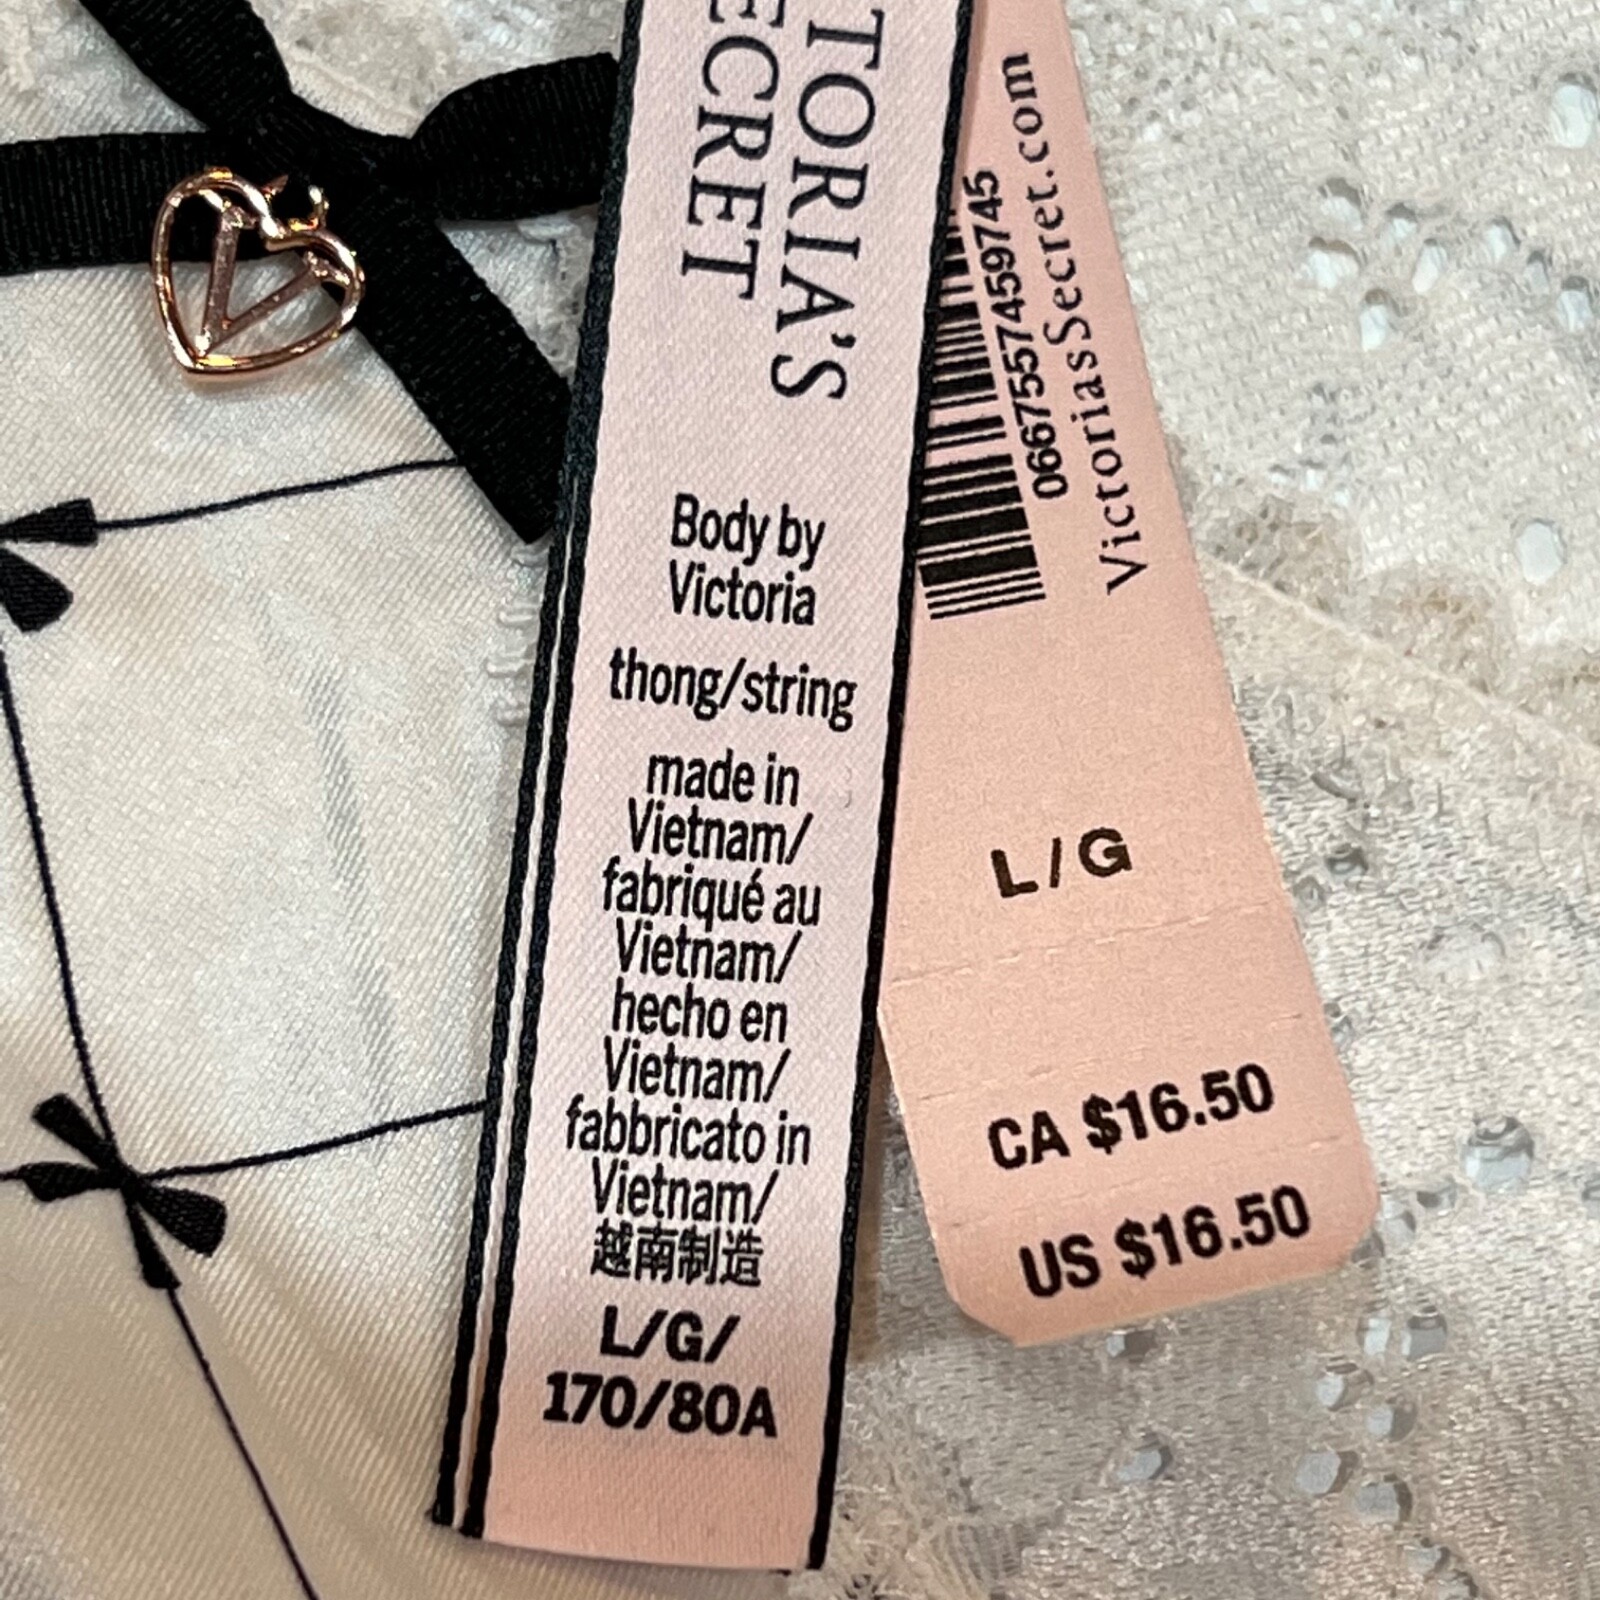 TORIA'S
ECRET
Body by
Victoria
thong/string
made in
Vietnam/
fabriqué au
Vietnam/
hecho en
Vietnam/
fabbricato in
Vietnam/
越南制造
L/G/
170/80A
0667557459745
VictoriasSecret.com
L/G
CA $16.50
US $16.50